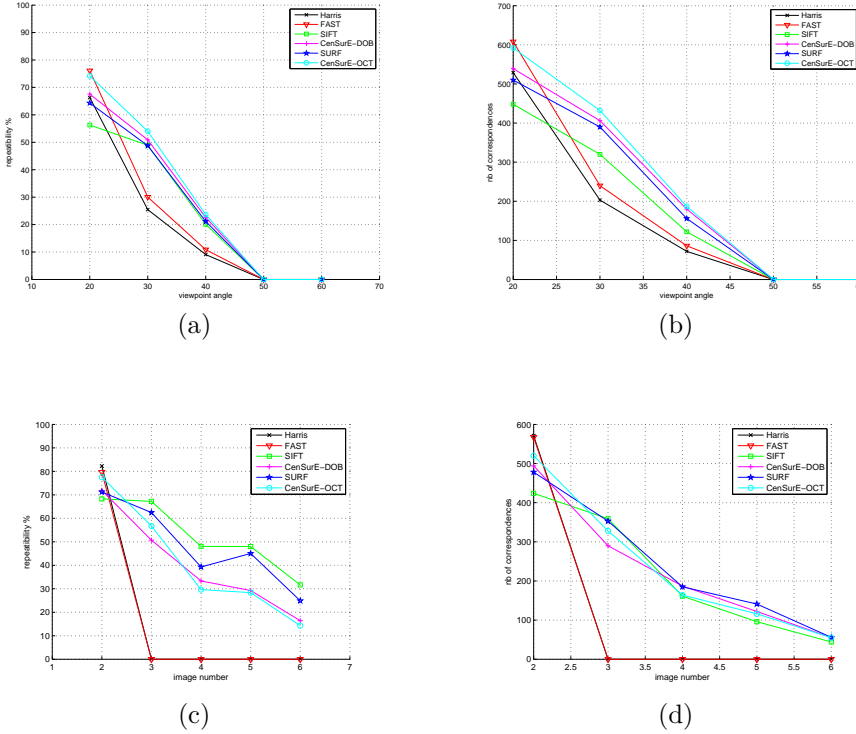 100
90
80
70
60
50
40
30
20
10
0
repeatibility %
10 20 30 40 50 60 70
viewpoint angle
Harris
FAST
SIFT
CenSurE−DOB
SURF
CenSurE−OCT
(a)
700
600
500
400
300
200
100
0
nb of correspondences
20 25 30 35 40 45 50 55
viewpoint angle
Harris
FAST
SIFT
CenSurE−DOB
SURF
CenSurE−OCT
(b)
100
90
80
70
60
50
40
30
20
10
0
repeatibility %
1 2 3 4 5 6 7
image number
Harris
FAST
SIFT
CenSurE−DOB
SURF
CenSurE−OCT
(c)
600
500
400
300
200
100
0
nb of correspondences
2 2.5 3 3.5 4 4.5 5 5.5 6
image number
Harris
FAST
SIFT
CenSurE−DOB
SURF
CenSurE−OCT
(d)